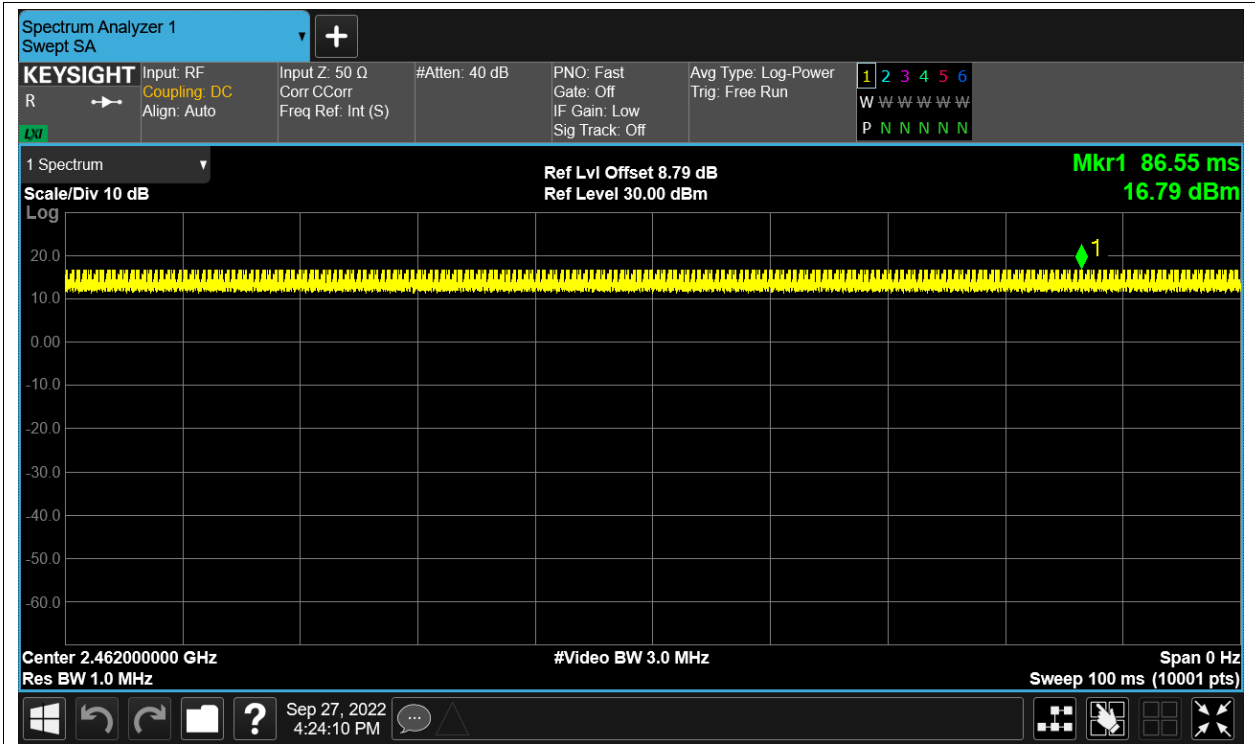 Spectrum Analyzer 1
Swept SA
KEYSIGHT
R
LXI
Input: RF
Coupling: DC
Align: Auto
Input Z: 50 Ω
Corr CCorr
Freq Ref: Int (S)
#Atten: 40 dB
PNO: Fast
Gate: Off
IF Gain: Low
Sig Track: Off
Avg Type: Log-Power
Trig: Free Run
1 2 3 4 5 6
W W W W W W
P N N N N N
1 Spectrum
Scale/Div 10 dB
Log
Ref Lvl Offset 8.79 dB
Ref Level 30.00 dBm
Mkr1 86.55 ms
16.79 dBm
1
20.0
10.0
0.00
-10.0
-20.0
-30.0
-40.0
-50.0
-60.0
Center 2.462000000 GHz
Res BW 1.0 MHz
#Video BW 3.0 MHz
Span 0 Hz
Sweep 100 ms (10001 pts)
?
Sep 27, 2022
4:24:10 PM